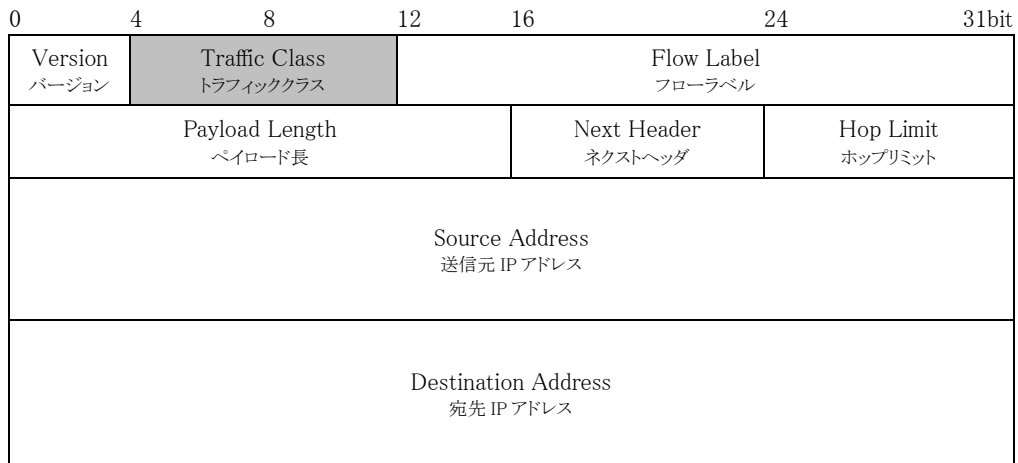 0 4 8 12 16 24 31bit
Version Traffic Class Flow Label
バージョン トラフィッククラス フローラベル
Payload Length Next Header Hop Limit
ペイロード長 ネクストヘッダ ホップリミット
Source Address
送信元 IP アドレス
Destination Address
宛先 IP アドレス